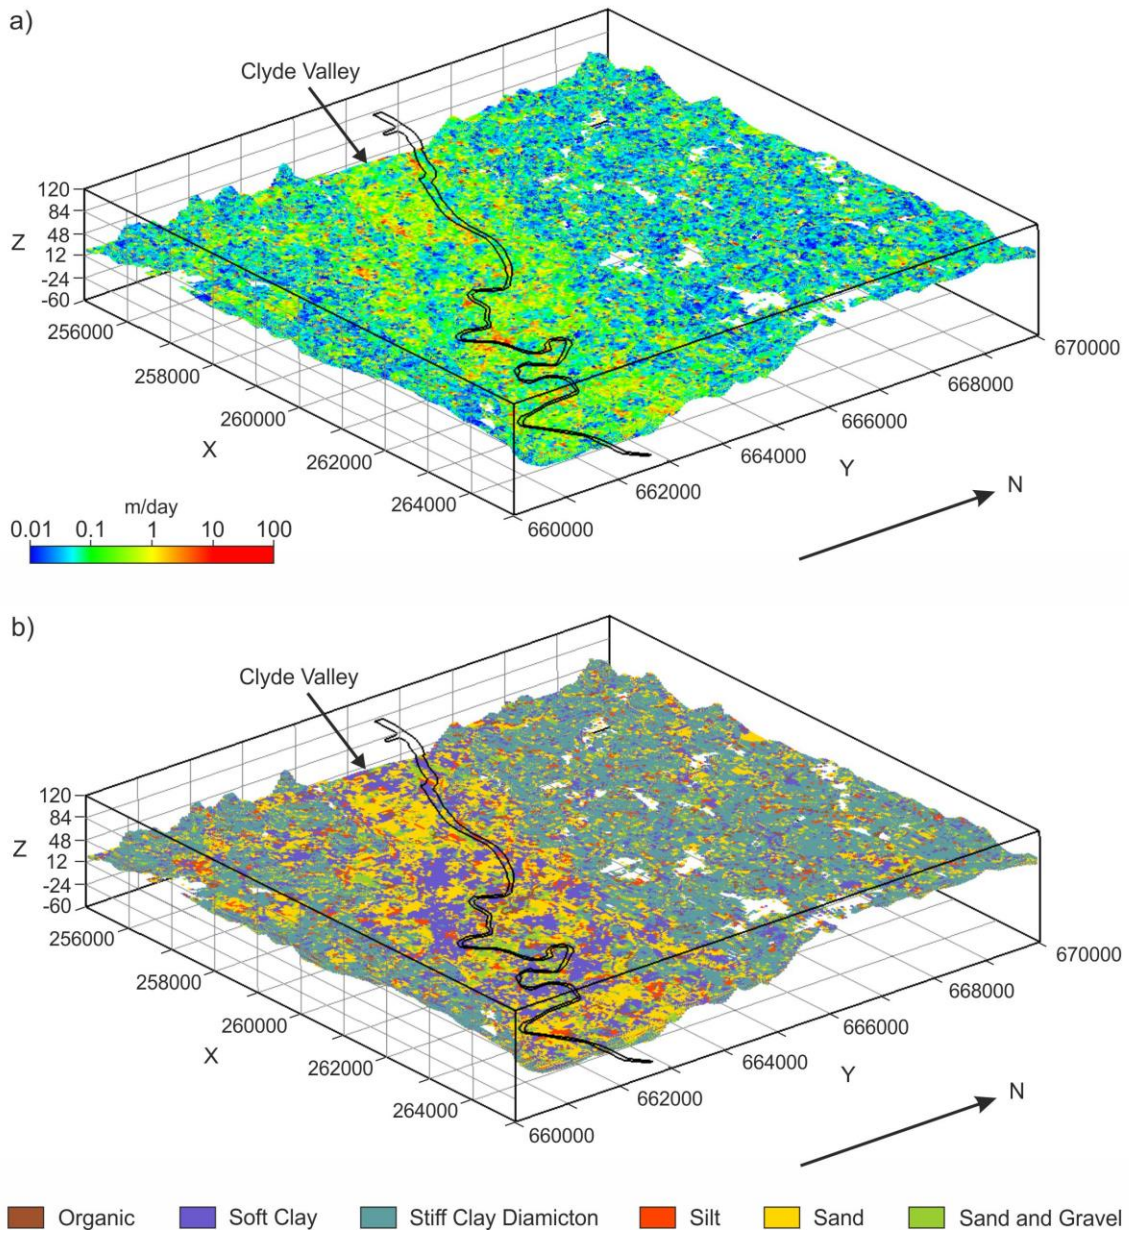 a)
Clyde Valley
120
84
48
12
-24
-60
Z
256000
258000
260000
262000
264000
X
660000
662000
664000
666000
668000
670000
Y
N
m/day
0.01 0.1 1 10 100
b)
Clyde Valley
120
84
48
12
-24
-60
Z
256000
258000
260000
262000
264000
X
660000
662000
664000
666000
668000
670000
Y
N
Organic Soft Clay Stiff Clay Diamicton Silt Sand Sand and Gravel